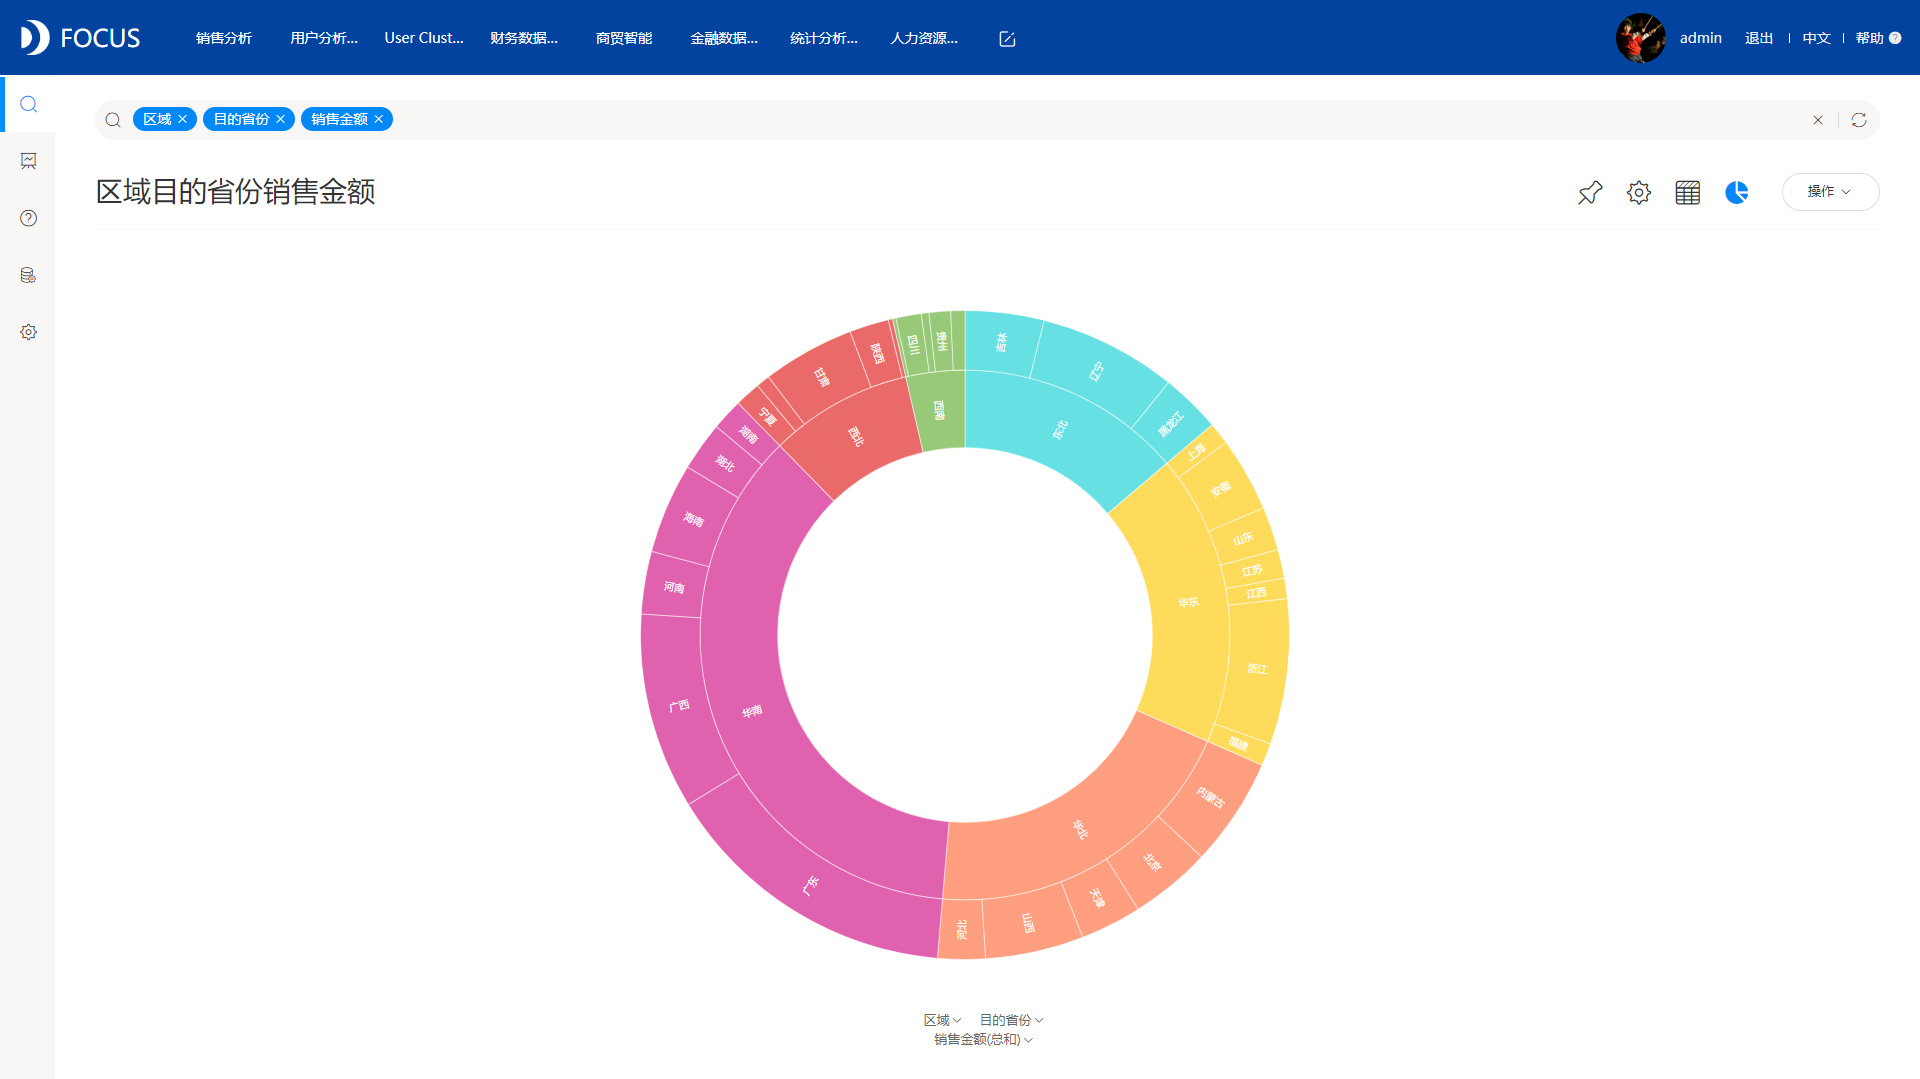 FOCUS
销售分析 用户分析... User Clust... 财务数据... 商贸智能 金融数据... 统计分析... 人力资源...
admin 退出 中文 帮助
区域 目的省份 销售金额
区域目的省份销售金额
操作
吉林
辽宁
黑龙江
东北
上海
安徽
山东
江苏
江西
浙江
福建
华东
内蒙古
北京
天津
山西
河北
华北
广东
广西
河南
海南
湖北
湖南
华南
宁夏
甘肃
陕西
西北
四川
贵州
西南
区域 目的省份
销售金额(总和)